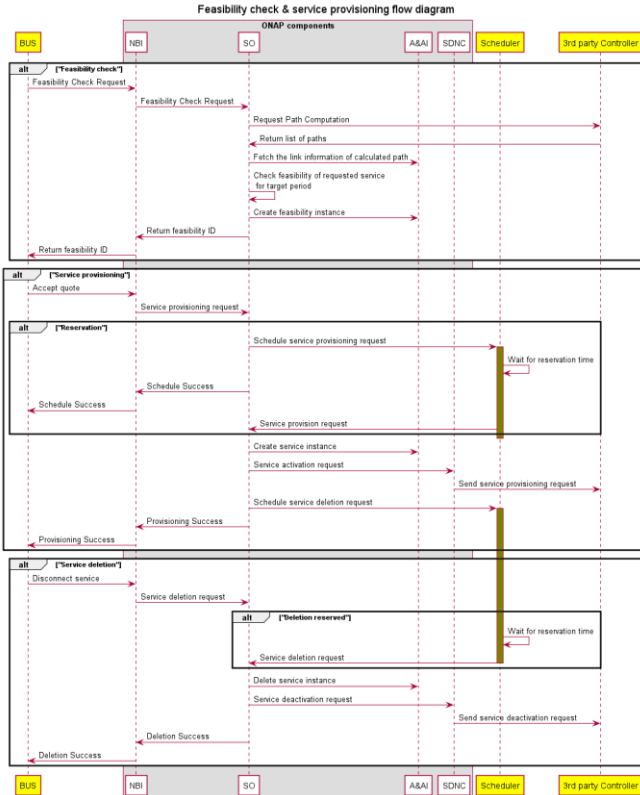 Feasibility check & service provisioning flow diagram
ONAP components
BUS NBI SO A&AI SDNC Scheduler 3rd party Controller
alt ["Feasibility check"]
Feasibility Check Request
Feasibility Check Request
Request Path Computation
Return list of paths
Fetch the link information of calculated path
Check feasibility of requested service
for target period
Create feasibility instance
Return feasibility ID
Return feasibility ID
alt ["Service provisioning"]
Accept quote
Service provisioning request
alt ["Reservation"]
Schedule service provisioning request
Wait for reservation time
Schedule Success
Schedule Success
Service provision request
Create service instance
Service activation request
Send service provisioning request
Schedule service deletion request
Provisioning Success
Provisioning Success
alt ["Service deletion"]
Disconnect service
Service deletion request
alt ["Deletion reserved"]
Wait for reservation time
Service deletion request
Delete service instance
Service deactivation request
Send service deactivation request
Deletion Success
Deletion Success
BUS NBI SO A&AI SDNC Scheduler 3rd party Controller